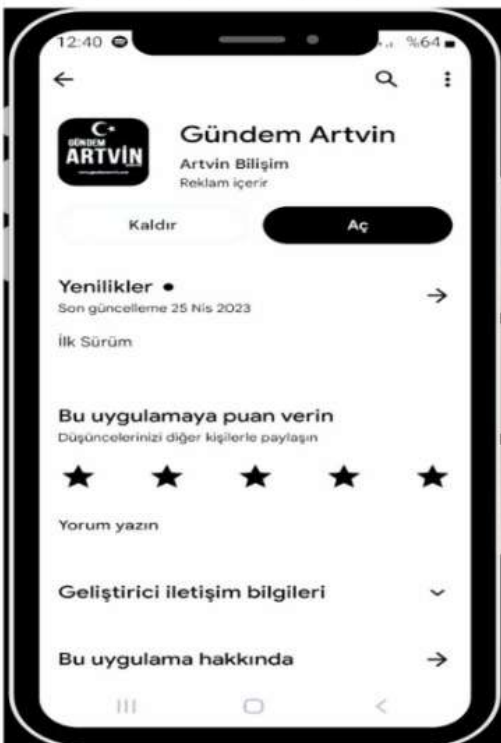 12:40
%64
GÜNDEM
ARTVİN
Gündem Artvin
Artvin Bilişim
Reklam içerir
Kaldır
Aç
Yenilikler
Son güncelleme 25 Nis 2023
İlk Sürüm
Bu uygulamaya puan verin
Düşüncelerinizi diğer kişilerle paylaşın
Yorum yazın
Geliştirici iletişim bilgileri
Bu uygulama hakkında